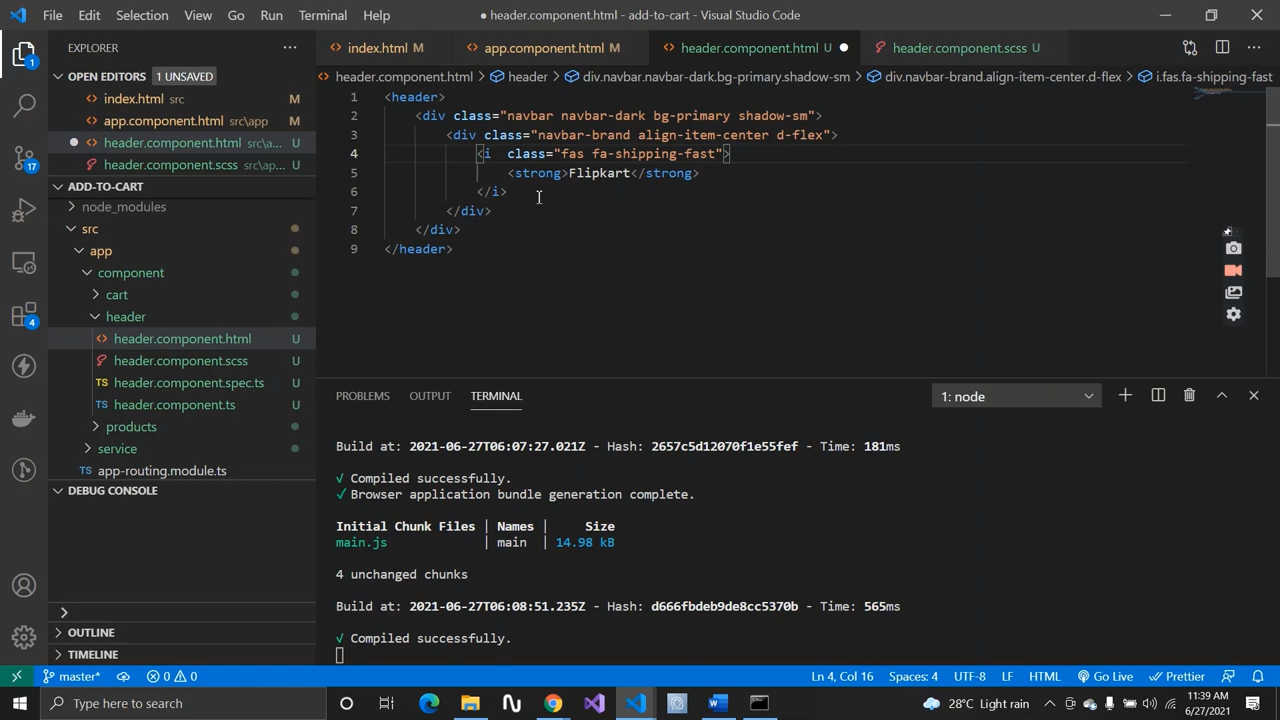 File Edit Selection View Go Run Terminal Help
● header.component.html - add-to-cart - Visual Studio Code
EXPLORER
OPEN EDITORS 1 UNSAVED
index.html src M
app.component.html src\app M
header.component.html src\a... U
header.component.scss src\ap... U
ADD-TO-CART
node_modules
src
app
component
cart
header
header.component.html U
header.component.scss U
TS header.component.spec.ts U
TS header.component.ts U
products
service
app-routing.module.ts
DEBUG CONSOLE
OUTLINE
TIMELINE
1
17
4
index.html M
app.component.html M
header.component.html U
header.component.scss U
header.component.html > header > div.navbar.navbar-dark.bg-primary.shadow-sm > div.navbar-brand.align-item-center.d-flex > i.fas.fa-shipping-fast
1 <header>
2 <div class="navbar navbar-dark bg-primary shadow-sm">
3 <div class="navbar-brand align-item-center d-flex">
4 <i  class="fas fa-shipping-fast">
5 <strong>Flipkart</strong>
6 </i>
7 </div>
8 </div>
9 </header>
PROBLEMS OUTPUT TERMINAL
1: node
Build at: 2021-06-27T06:07:27.021Z - Hash: 2657c5d12070f1e55fef - Time: 181ms
√ Compiled successfully.
√ Browser application bundle generation complete.
Initial Chunk Files | Names | Size
main.js | main | 14.98 kB
4 unchanged chunks
Build at: 2021-06-27T06:08:51.235Z - Hash: d666fbdeb9de8cc5370b - Time: 565ms
√ Compiled successfully.
master* 0 0
Ln 4, Col 16 Spaces: 4 UTF-8 LF HTML Go Live Prettier
Type here to search
28°C Light rain
11:39 AM
6/27/2021